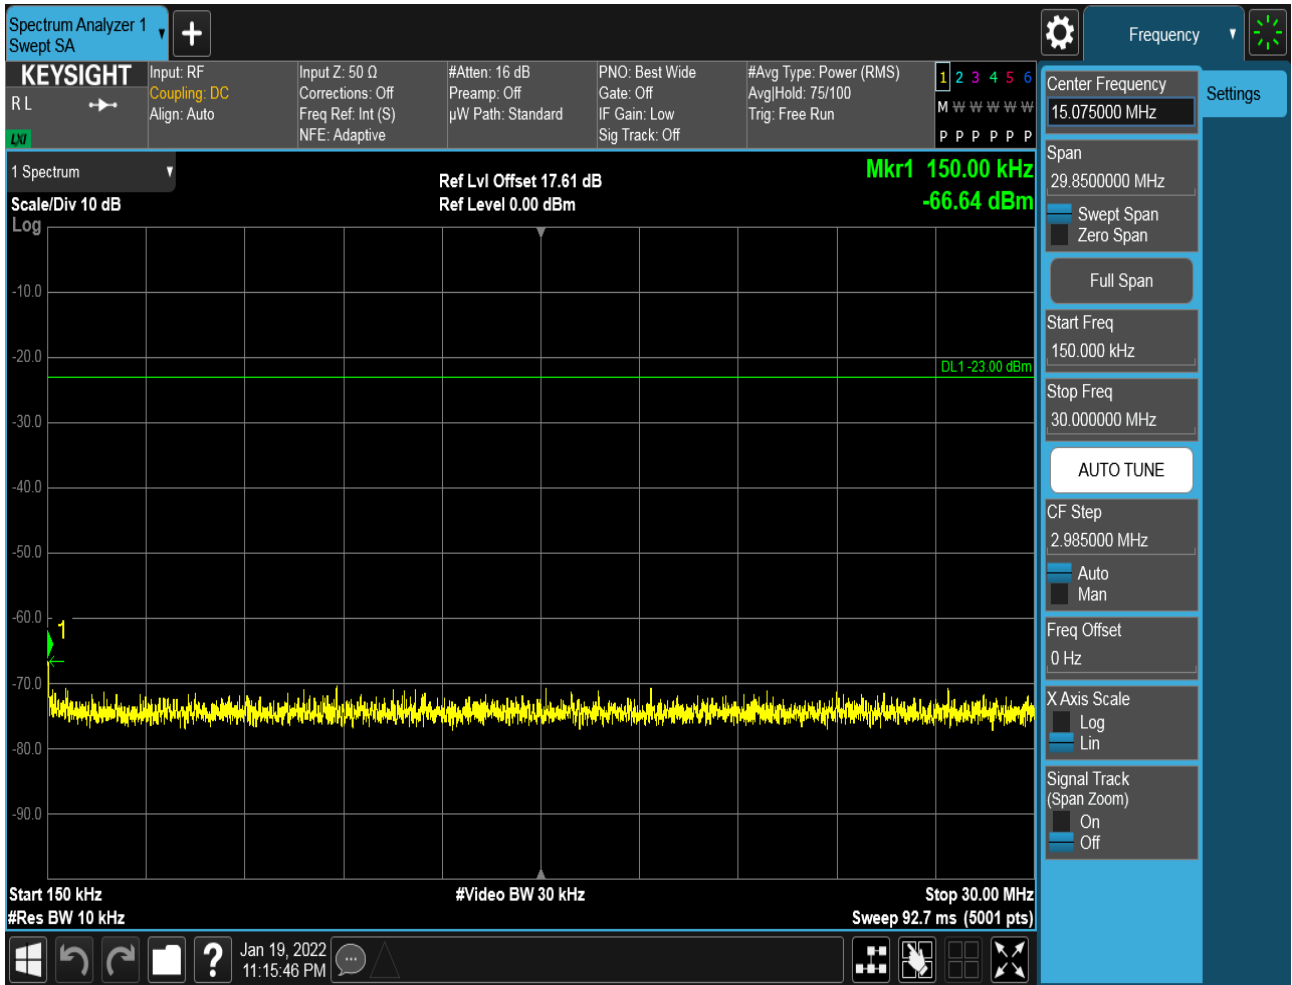 Spectrum Analyzer 1
Swept SA
Frequency
KEYSIGHT
R L
LXI
Input: RF
Coupling: DC
Align: Auto
Input Z: 50 Ω
Corrections: Off
Freq Ref: Int (S)
NFE: Adaptive
#Atten: 16 dB
Preamp: Off
µW Path: Standard
PNO: Best Wide
Gate: Off
IF Gain: Low
Sig Track: Off
#Avg Type: Power (RMS)
Avg|Hold: 75/100
Trig: Free Run
1 2 3 4 5 6
M W W W W W
P P P P P P
1 Spectrum
Scale/Div 10 dB
Log
Ref Lvl Offset 17.61 dB
Ref Level 0.00 dBm
Mkr1 150.00 kHz
-66.64 dBm
-10.0
-20.0
DL1 -23.00 dBm
-30.0
-40.0
-50.0
-60.0
1
-70.0
-80.0
-90.0
Start 150 kHz
#Video BW 30 kHz
Stop 30.00 MHz
#Res BW 10 kHz
Sweep 92.7 ms (5001 pts)
?
Jan 19, 2022
11:15:46 PM
Center Frequency
15.075000 MHz
Settings
Span
29.8500000 MHz
Swept Span
Zero Span
Full Span
Start Freq
150.000 kHz
Stop Freq
30.000000 MHz
AUTO TUNE
CF Step
2.985000 MHz
Auto
Man
Freq Offset
0 Hz
X Axis Scale
Log
Lin
Signal Track
(Span Zoom)
On
Off